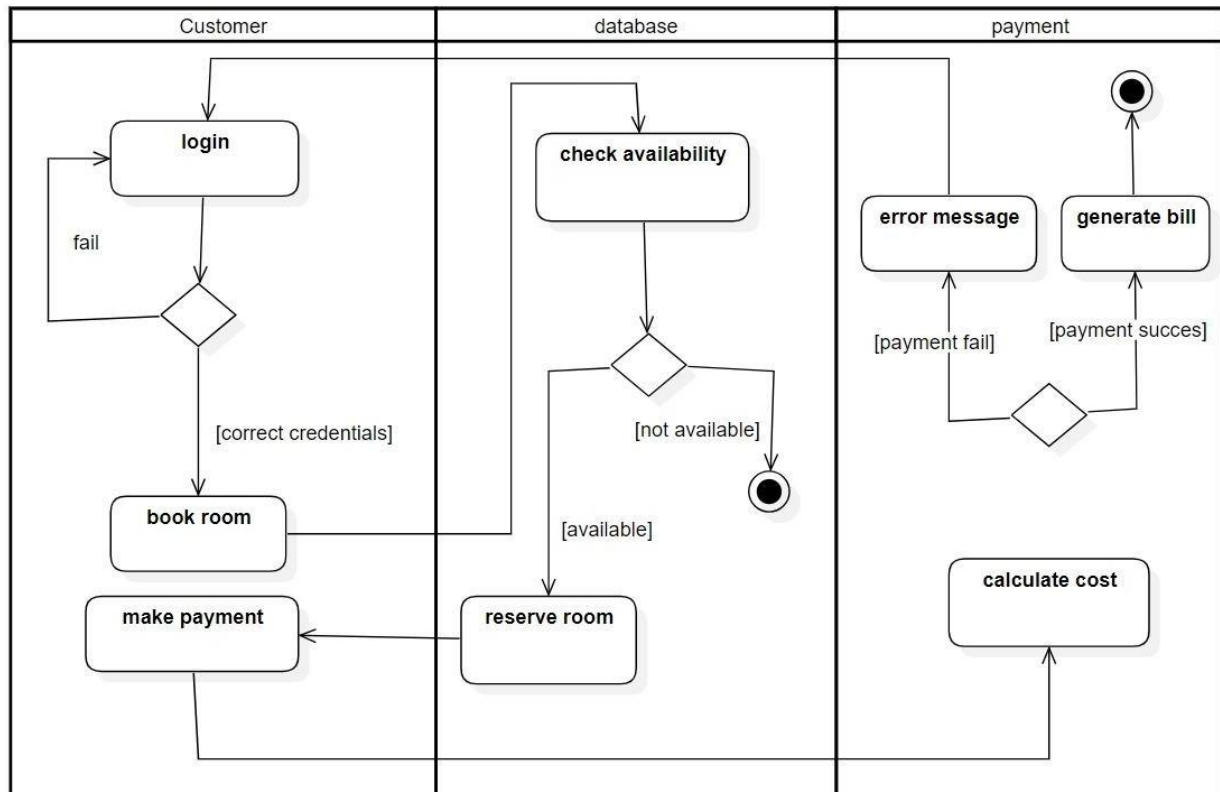 Customer
database
payment
login
check availability
fail
error message
generate bill
[payment fail]
[payment succes]
[correct credentials]
[not available]
book room
[available]
calculate cost
make payment
reserve room